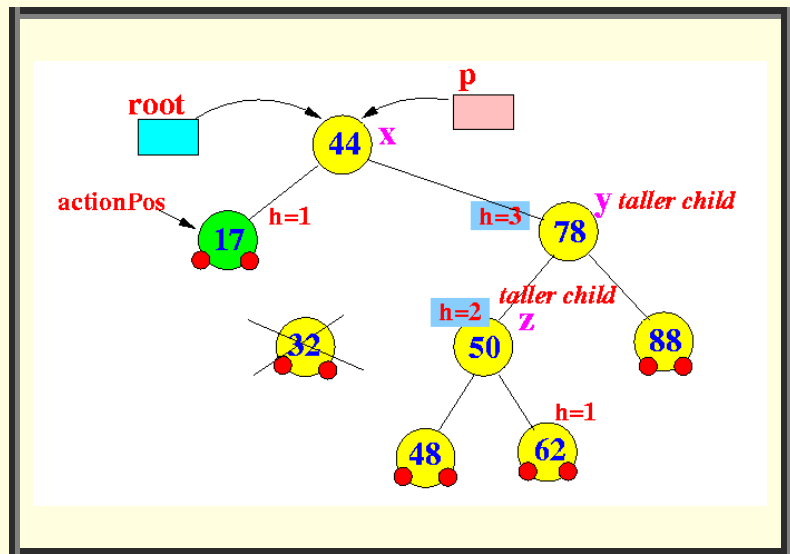 p
root
44 x
actionPos
h=1
y taller child
h=3
17
78
taller child
h=2
z
32
50
88
h=1
48
62